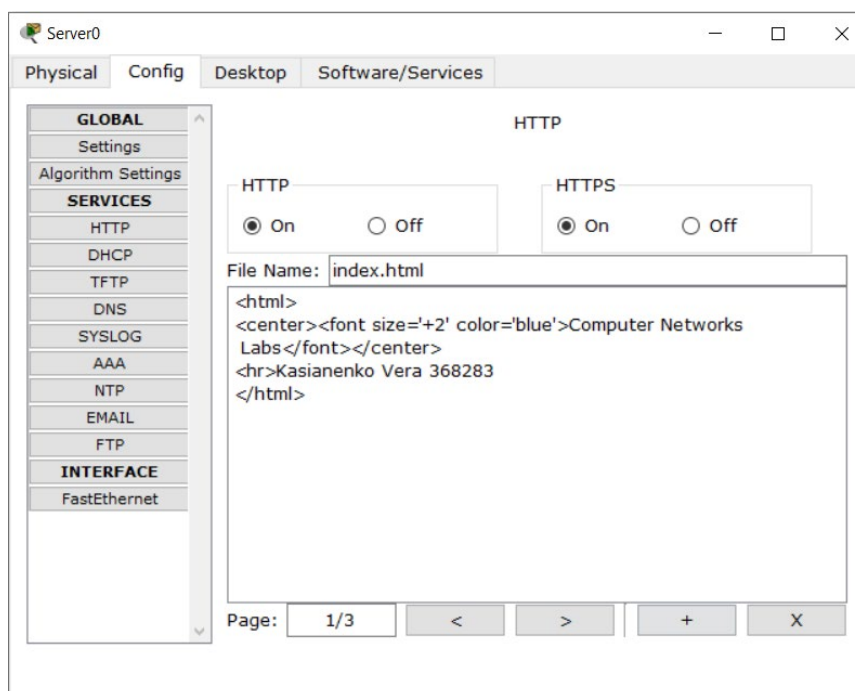 Server0
Physical Config Desktop Software/Services
GLOBAL
Settings
Algorithm Settings
SERVICES
HTTP
DHCP
TFTP
DNS
SYSLOG
AAA
NTP
EMAIL
FTP
INTERFACE
FastEthernet
HTTP
HTTP
On Off
HTTPS
On Off
File Name: index.html
<html>
<center><font size='+2' color='blue'>Computer Networks
Labs</font></center>
<hr>Kasianenko Vera 368283
</html>
Page: 1/3 < > + X